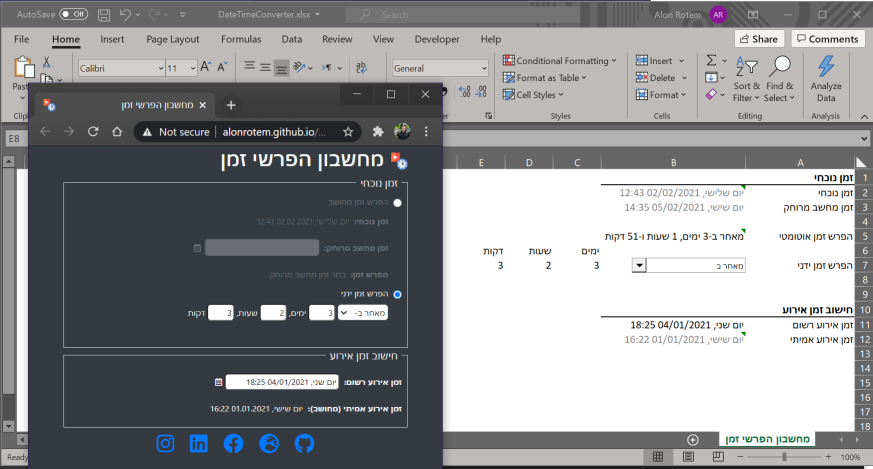 AutoSave Off
DateTimeConverter.xlsx
Search
Alon Rotem AR
File Home Insert Page Layout Formulas Data Review View Developer Help
Share Comments
Calibri 11
General
Conditional Formatting
Format as Table
Cell Styles
Styles
Insert
Delete
Format
Cells
Sort & Find &
Filter Select
Editing
Analyze
Data
Analysis
E8
מחשבון הפרשי זמן
Not secure alonrotem.github.io/...
מחשבון הפרשי זמן
זמן נוכחי
הפרש זמן מחושב
זמן נוכחי: יום שלישי, 02.02.2021 12:43
זמן מחשב מרוחק:
הפרש זמן: בחר זמן מחשב מרוחק
הפרש זמן ידני
מאחר ב- 3 ימים, 2 שעות, 3 דקות
חישוב זמן אירוע
זמן אירוע רשום: יום שני, 04/01/2021 18:25
זמן אירוע אמיתי (מחושב): יום שישי, 01.01.2021 16:22
E D C B A
1 זמן נוכחי
2 זמן נוכחי יום שלישי, 02/02/2021 12:43
3 זמן מחשב מרוחק יום שישי, 05/02/2021 14:35
4
5 הפרש זמן אוטומטי מאחר ב-3 ימים, 1 שעות ו-51 דקות
6 ימים שעות דקות
7 הפרש זמן ידני מאחר ב 3 2 3
8
9
10 חישוב זמן אירוע
11 זמן אירוע רשום יום שני, 04/01/2021 18:25
12 זמן אירוע אמיתי יום שישי, 01/01/2021 16:22
13
14
15
16
17
18
מחשבון הפרשי זמן
Ready
100%